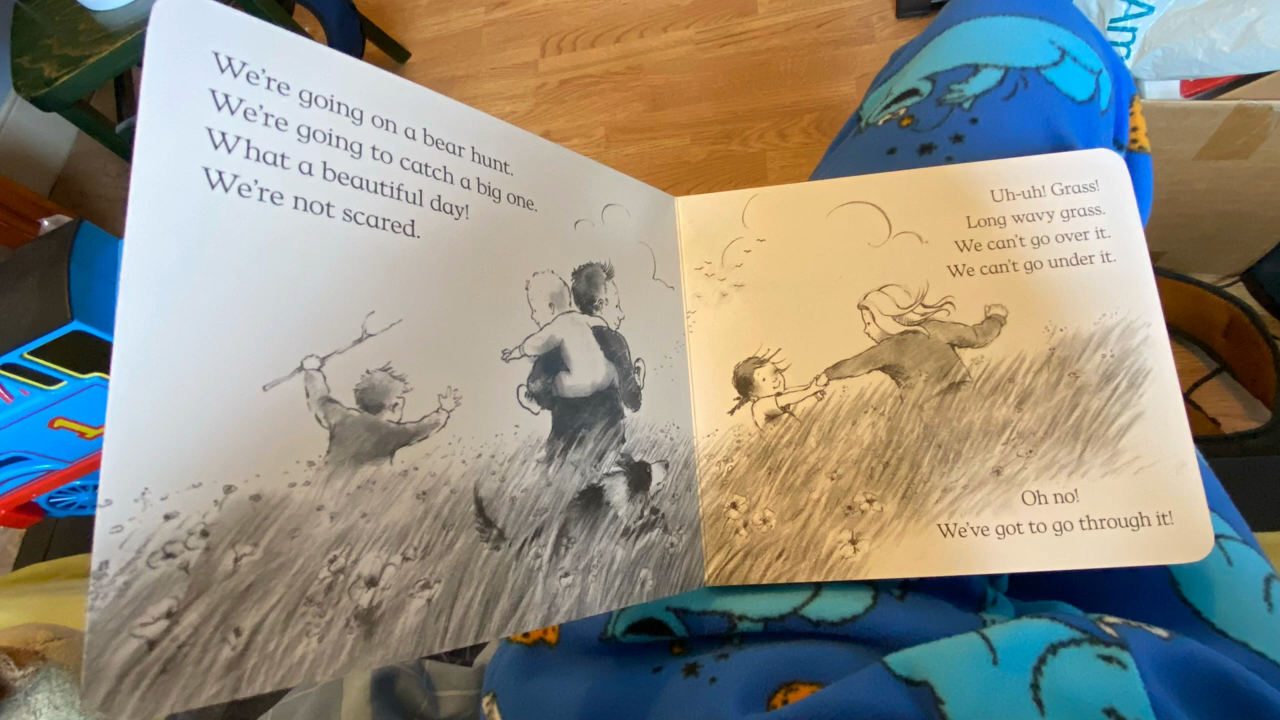 We're going on a bear hunt.
We're going to catch a big one.
What a beautiful day!
We're not scared.
Uh-uh! Grass!
Long wavy grass.
We can't go over it.
We can't go under it.
Oh no!
We've got to go through it!
1
Am